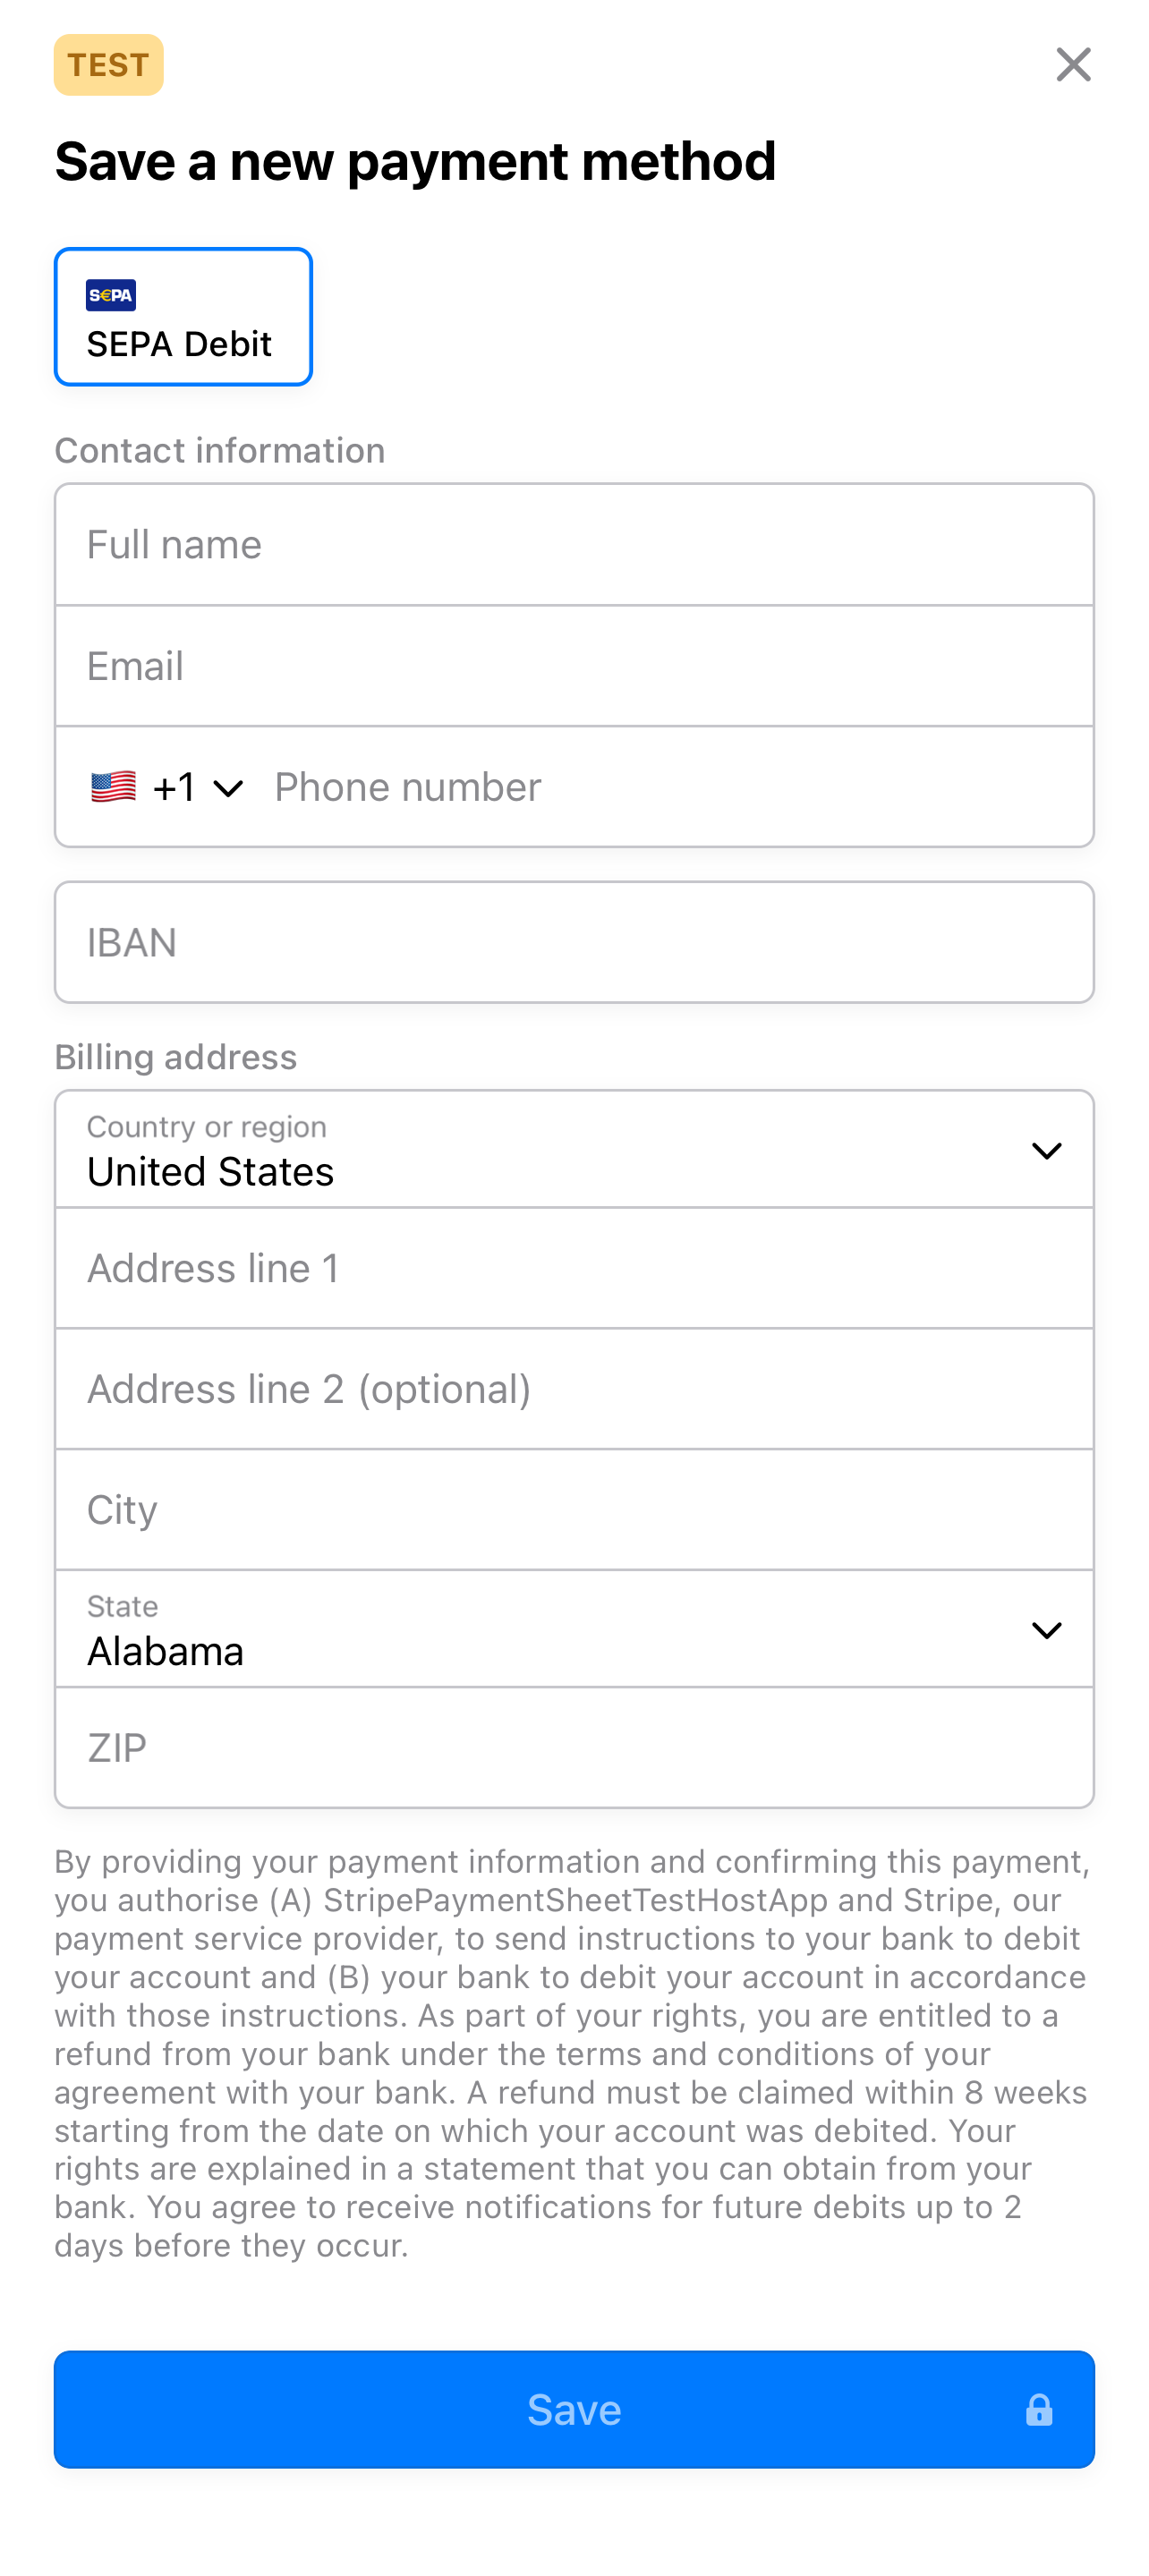 TEST
Save a new payment method
S€PA
SEPA Debit
Contact information
Full name
Email
🇺🇸 +1 Phone number
IBAN
Billing address
Country or region
United States
Address line 1
Address line 2 (optional)
City
State
Alabama
ZIP
By providing your payment information and confirming this payment,
you authorise (A) StripePaymentSheetTestHostApp and Stripe, our
payment service provider, to send instructions to your bank to debit
your account and (B) your bank to debit your account in accordance
with those instructions. As part of your rights, you are entitled to a
refund from your bank under the terms and conditions of your
agreement with your bank. A refund must be claimed within 8 weeks
starting from the date on which your account was debited. Your
rights are explained in a statement that you can obtain from your
bank. You agree to receive notifications for future debits up to 2
days before they occur.
Save